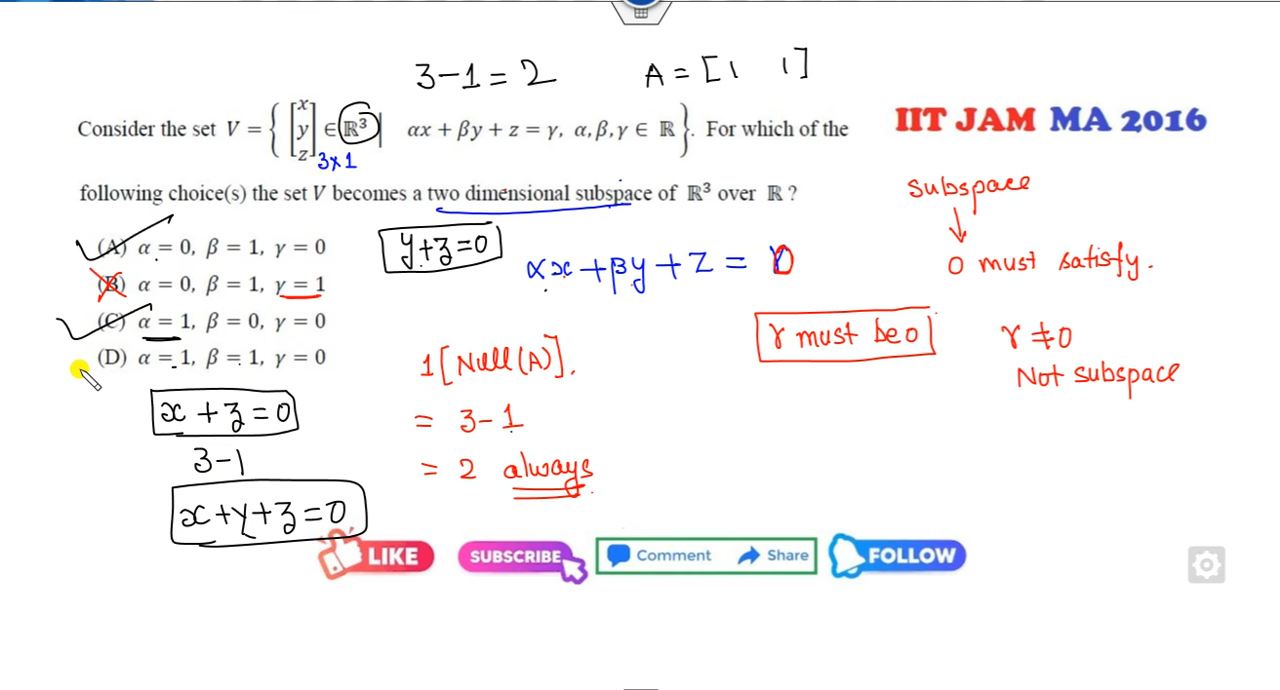 3-1=2 A = [1 1]
Consider the set V = { [x y z] ∈ ℝ³ | αx + βy + z = γ, α, β, γ ∈ ℝ }. For which of the
3×1
IIT JAM MA 2016
following choice(s) the set V becomes a two dimensional subspace of ℝ³ over ℝ ?
subspace
↓
0 must satisfy.
(A) α = 0, β = 1, γ = 0
y+z=0
αx+βy+z = 0
(B) α = 0, β = 1, γ = 1
(C) α = 1, β = 0, γ = 0
γ must be 0
γ ≠ 0
Not subspace
(D) α = 1, β = 1, γ = 0
1[Null(A)].
= 3-1
= 2 always
x+z=0
3-1
x+y+z=0
LIKE
SUBSCRIBE
Comment
Share
FOLLOW